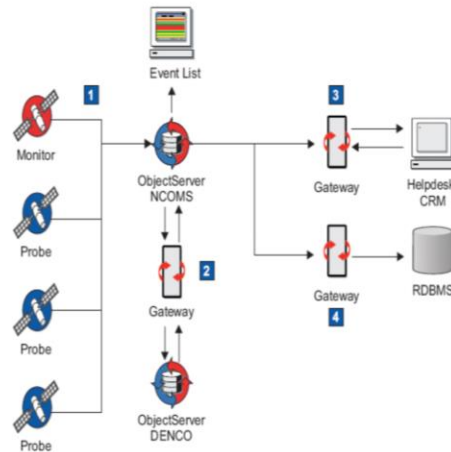 Event List
1
Monitor
ObjectServer
NCOMS
3
Gateway
Helpdesk
CRM
Probe
2
Gateway
Gateway
4
RDBMS
Probe
ObjectServer
DENCO
Probe